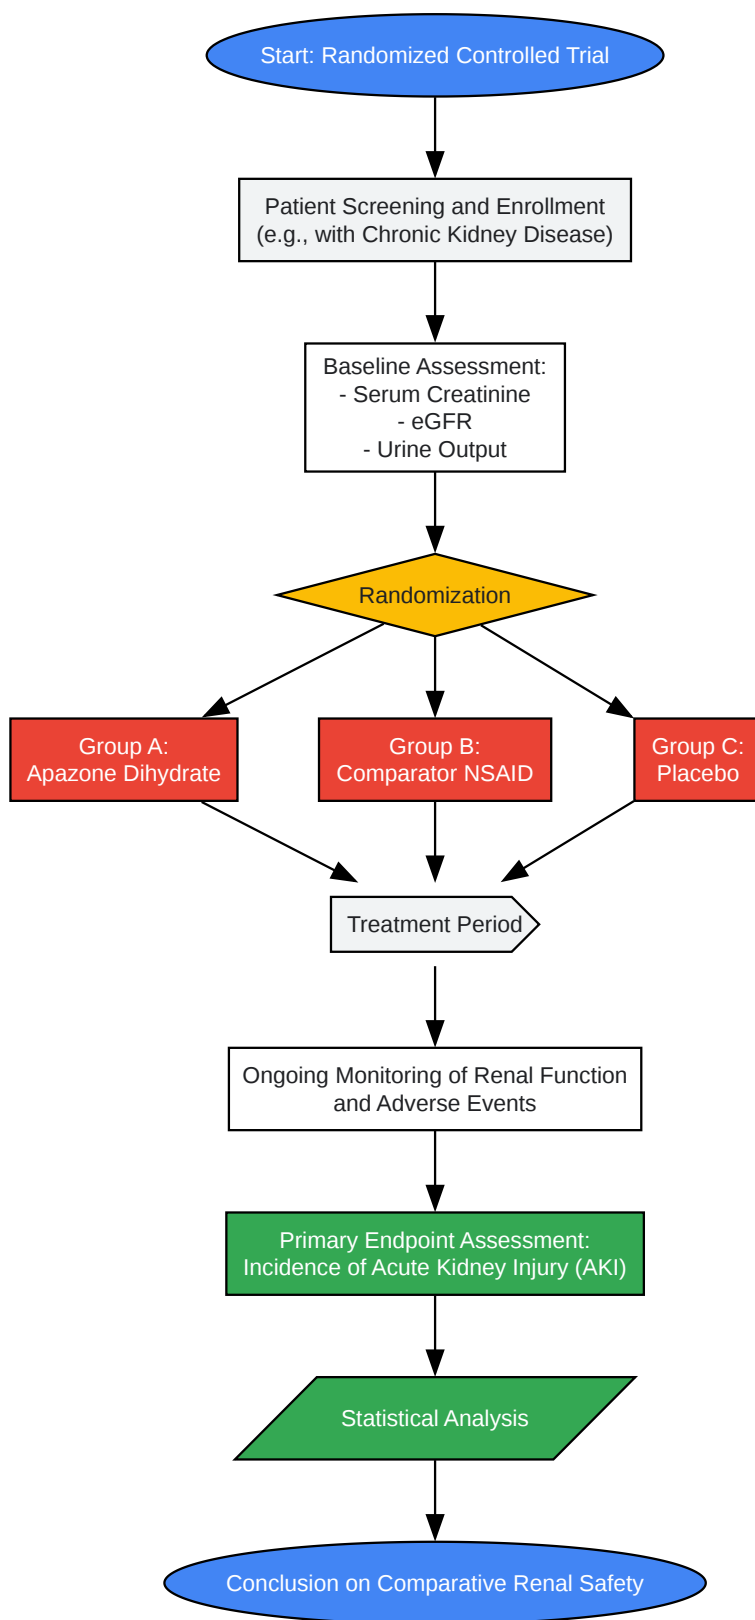 Start: Randomized Controlled Trial
Patient Screening and Enrollment
(e.g., with Chronic Kidney Disease)
Baseline Assessment:
- Serum Creatinine
- eGFR
- Urine Output
Randomization
Group A:
Apazone Dihydrate
Group B:
Comparator NSAID
Group C:
Placebo
Treatment Period
Ongoing Monitoring of Renal Function
and Adverse Events
Primary Endpoint Assessment:
Incidence of Acute Kidney Injury (AKI)
Statistical Analysis
Conclusion on Comparative Renal Safety